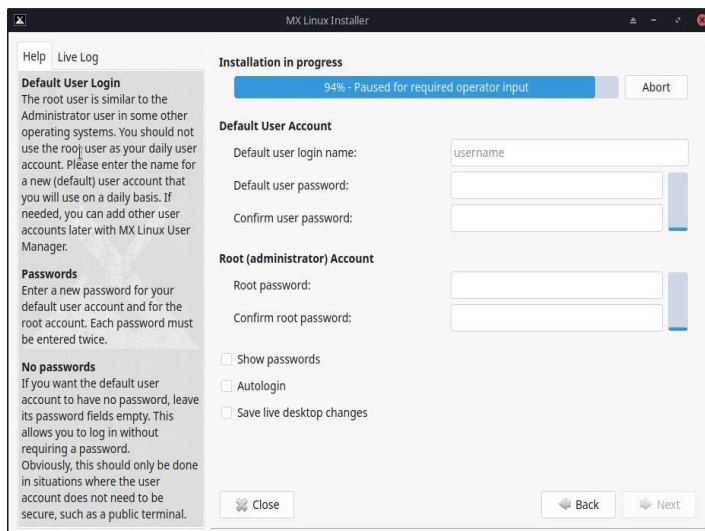 MX Linux Installer
Help
Live Log
Default User Login
The root user is similar to the
Administrator user in some other
operating systems. You should not
use the root user as your daily user
account. Please enter the name for
a new (default) user account that
you will use on a daily basis. If
needed, you can add other user
accounts later with MX Linux User
Manager.
Passwords
Enter a new password for your
default user account and for the
root account. Each password must
be entered twice.
No passwords
If you want the default user
account to have no password, leave
its password fields empty. This
allows you to log in without
requiring a password.
Obviously, this should only be done
in situations where the user
account does not need to be
secure, such as a public terminal.
Installation in progress
94% - Paused for required operator input
Abort
Default User Account
Default user login name:
username
Default user password:
Confirm user password:
Root (administrator) Account
Root password:
Confirm root password:
Show passwords
Autologin
Save live desktop changes
Close
Back
Next